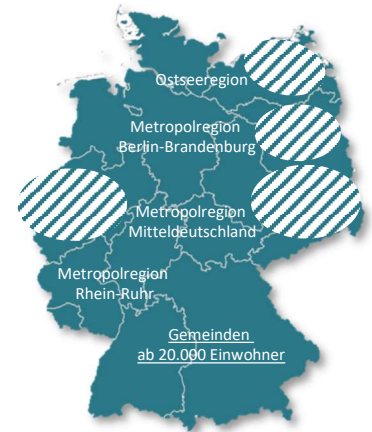 Ostseeregion
Metropolregion
Berlin-Brandenburg
Metropolregion
Mitteldeutschland
Metropolregion
Rhein-Ruhr
Gemeinden
ab 20.000 Einwohner